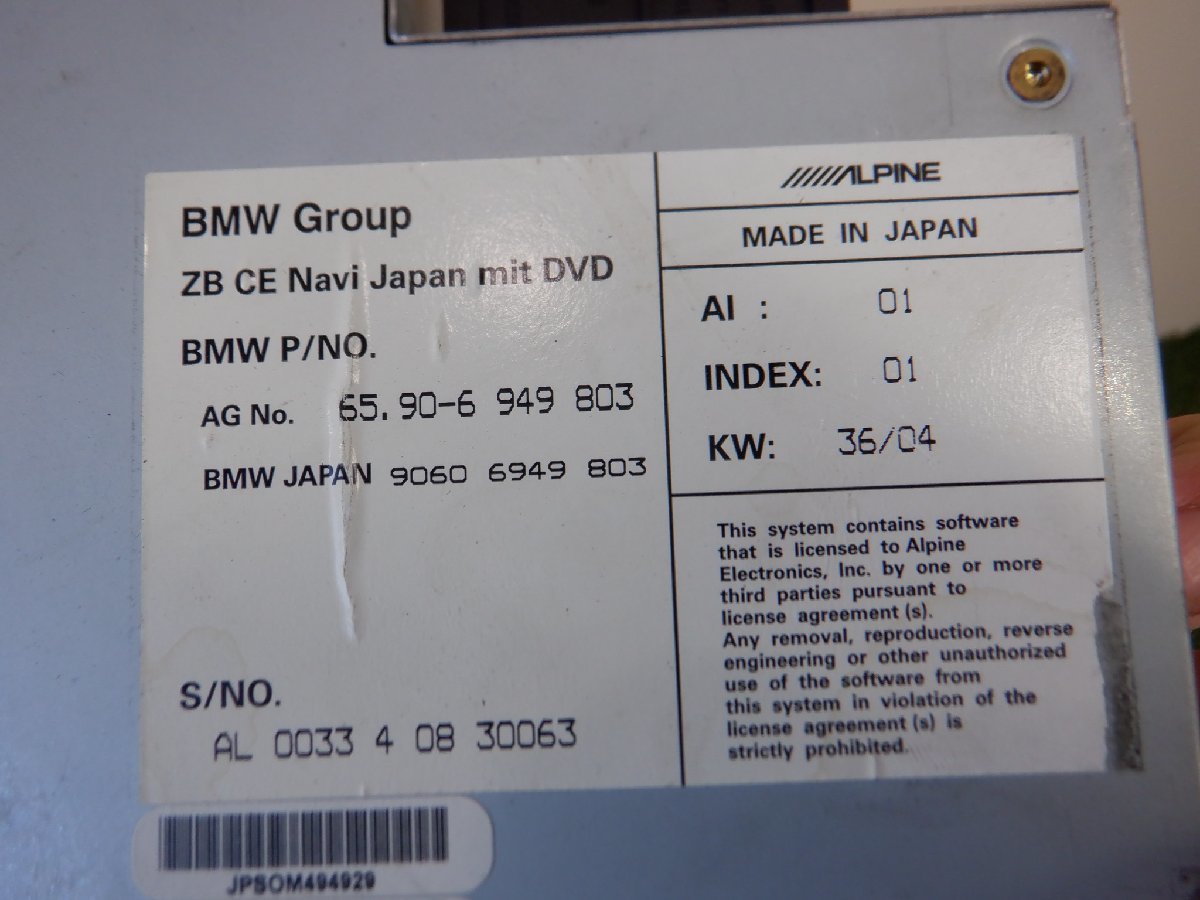 BMW Group
ZB CE Navi Japan mit DVD
BMW P/NO.
AG No. 65.90-6 949 803
BMW JAPAN 9060 6949 803
S/NO.
AL 0033 4 08 30063
ALPINE
MADE IN JAPAN
AI : 01
INDEX: 01
KW: 36/04
This system contains software
that is licensed to Alpine
Electronics, Inc. by one or more
third parties pursuant to
license agreement (s).
Any removal, reproduction, reverse
engineering or other unauthorized
use of the software from
this system in violation of the
license agreement (s) is
strictly prohibited.
JPSOM494929